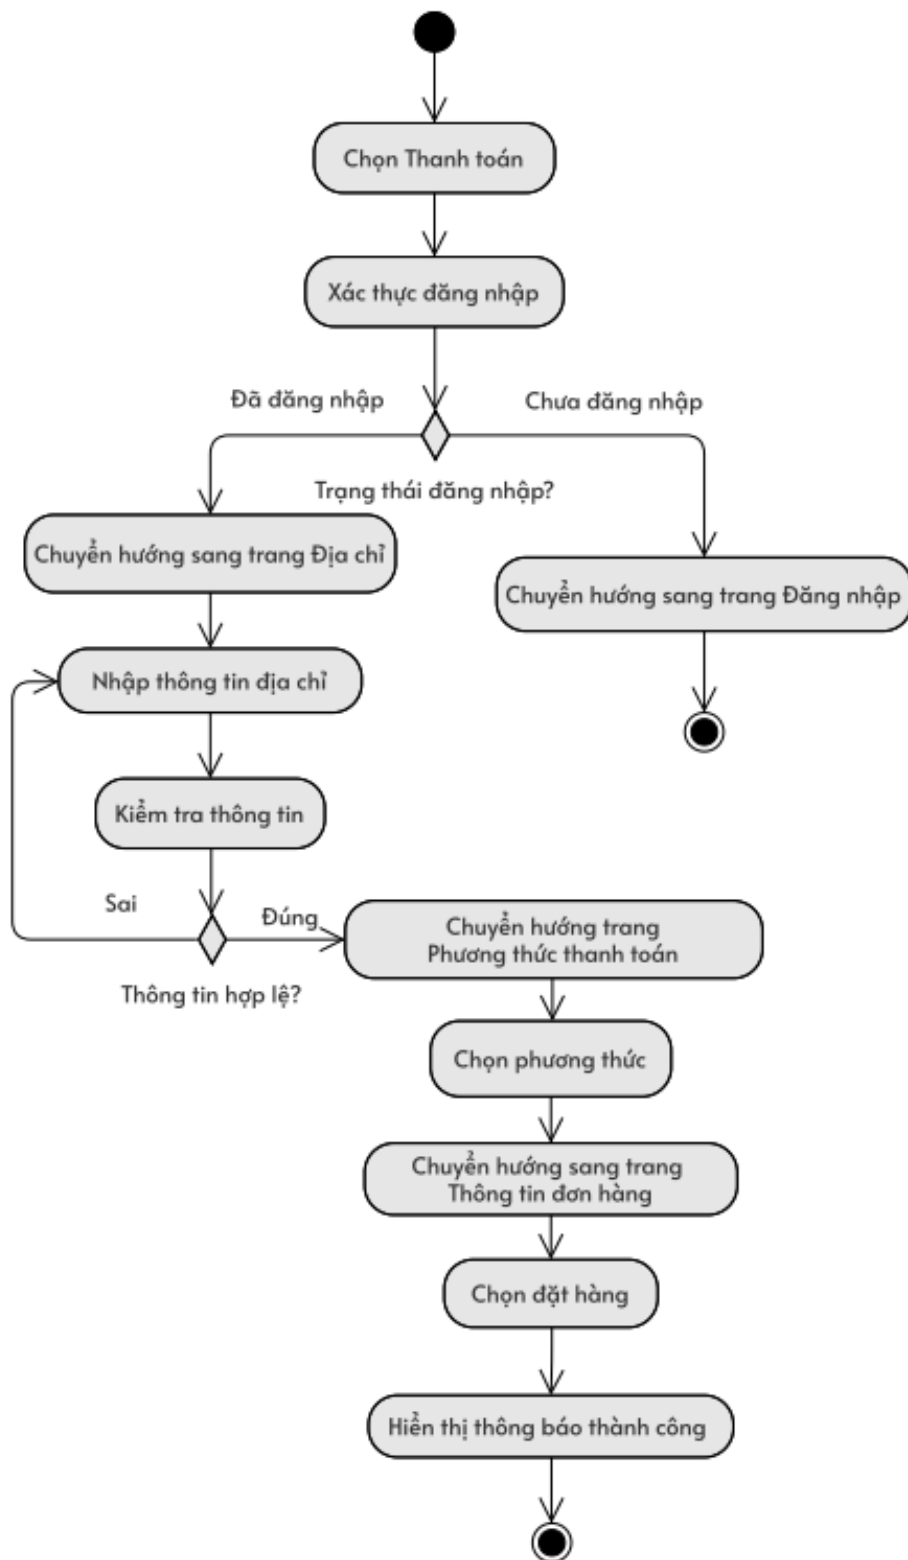 Chọn Thanh toán
Xác thực đăng nhập
Đã đăng nhập
Chưa đăng nhập
Trạng thái đăng nhập?
Chuyển hướng sang trang Địa chỉ
Chuyển hướng sang trang Đăng nhập
Nhập thông tin địa chỉ
Kiểm tra thông tin
Sai
Đúng
Chuyển hướng trang
Phương thức thanh toán
Thông tin hợp lệ?
Chọn phương thức
Chuyển hướng sang trang
Thông tin đơn hàng
Chọn đặt hàng
Hiển thị thông báo thành công